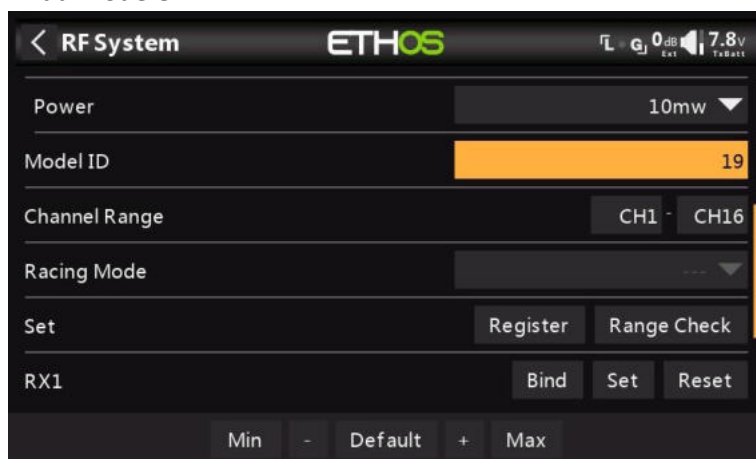 RF System ETHOS 0dB Ext 7.8V TxBatt
Power 10mw
Model ID 19
Channel Range CH1 - CH16
Racing Mode ---
Set Register Range Check
RX1 Bind Set Reset
Min - Default + Max